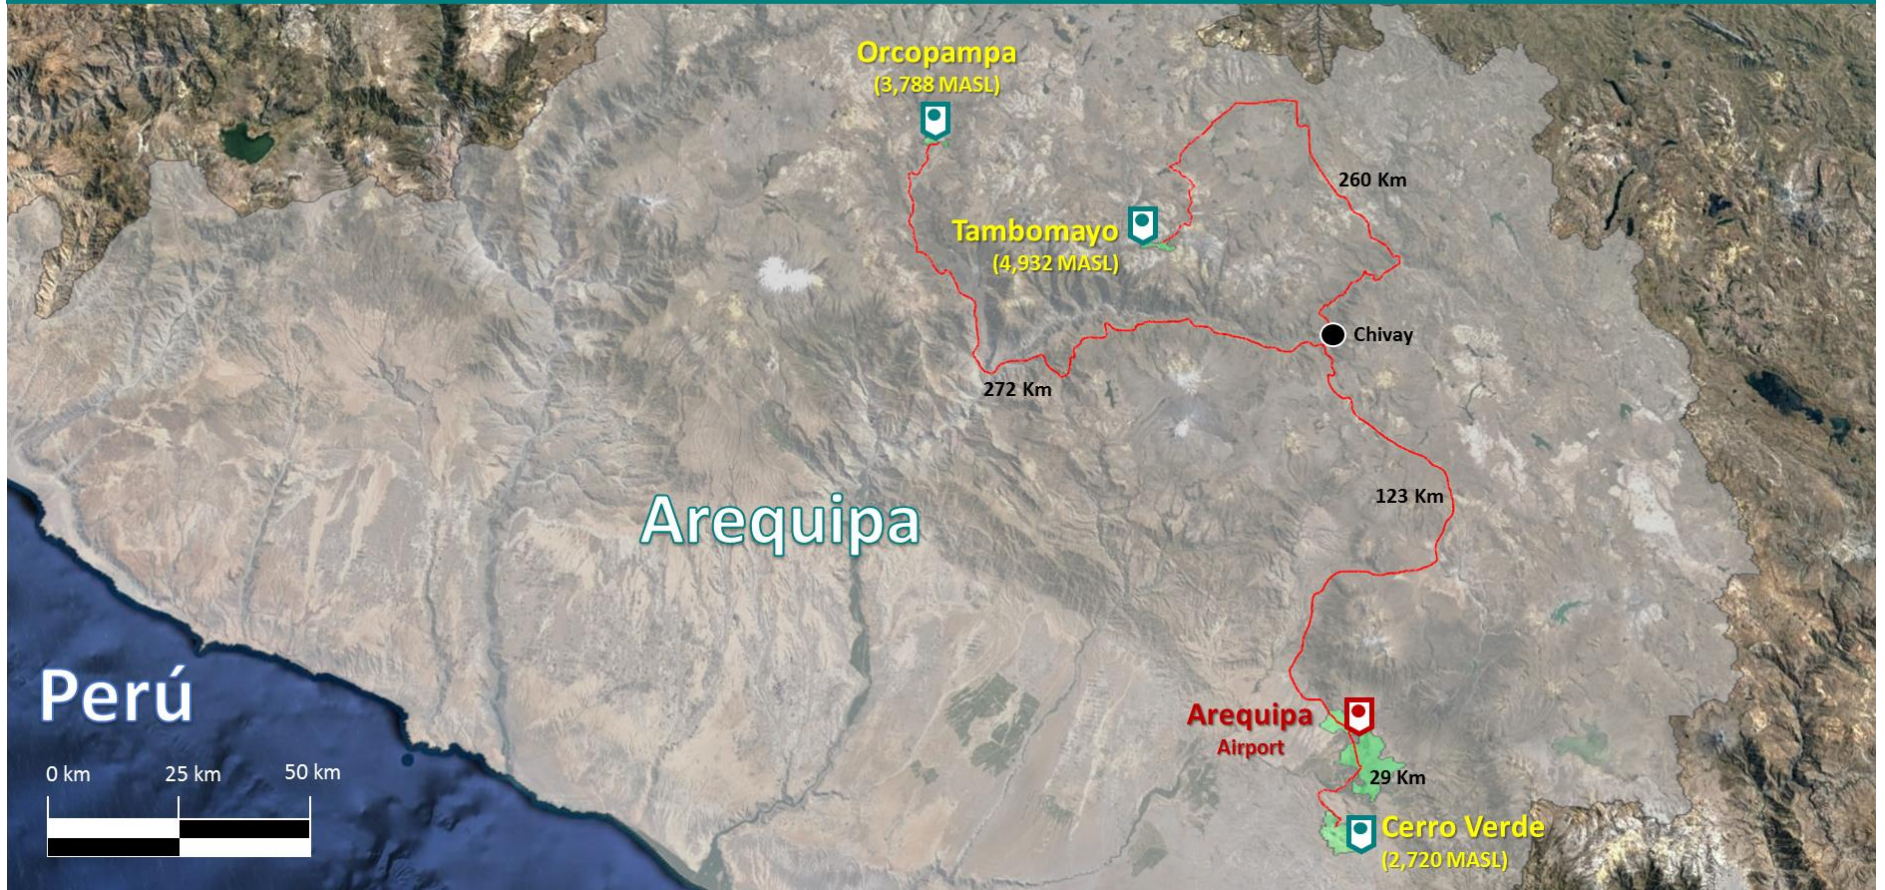 Orcopampa
(3,788 MASL)
260 Km
Tambomayo
(4,932 MASL)
Chivay
272 Km
123 Km
Arequipa
Perú
Arequipa
Airport
0 km
25 km
50 km
29 Km
Cerro Verde
(2,720 MASL)